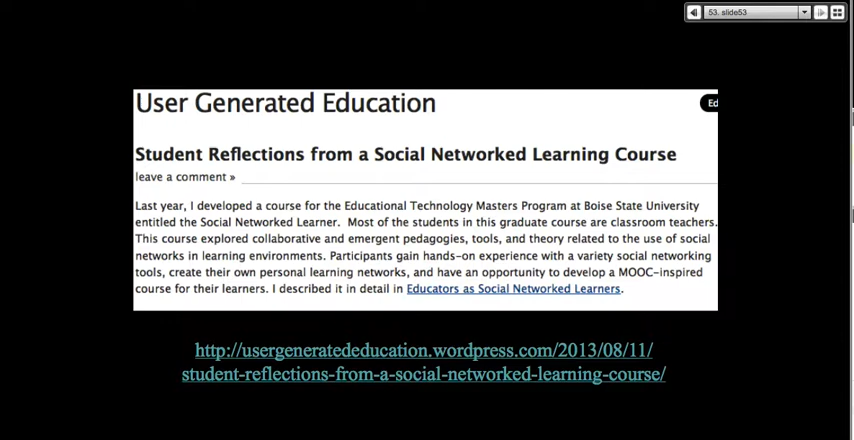 53. slide53
User Generated Education
Ed
Student Reflections from a Social Networked Learning Course
leave a comment »
Last year, I developed a course for the Educational Technology Masters Program at Boise State University
entitled the Social Networked Learner.  Most of the students in this graduate course are classroom teachers.
This course explored collaborative and emergent pedagogies, tools, and theory related to the use of social
networks in learning environments. Participants gain hands-on experience with a variety social networking
tools, create their own personal learning networks, and have an opportunity to develop a MOOC-inspired
course for their learners. I described it in detail in Educators as Social Networked Learners.
http://usergeneratededucation.wordpress.com/2013/08/11/
student-reflections-from-a-social-networked-learning-course/